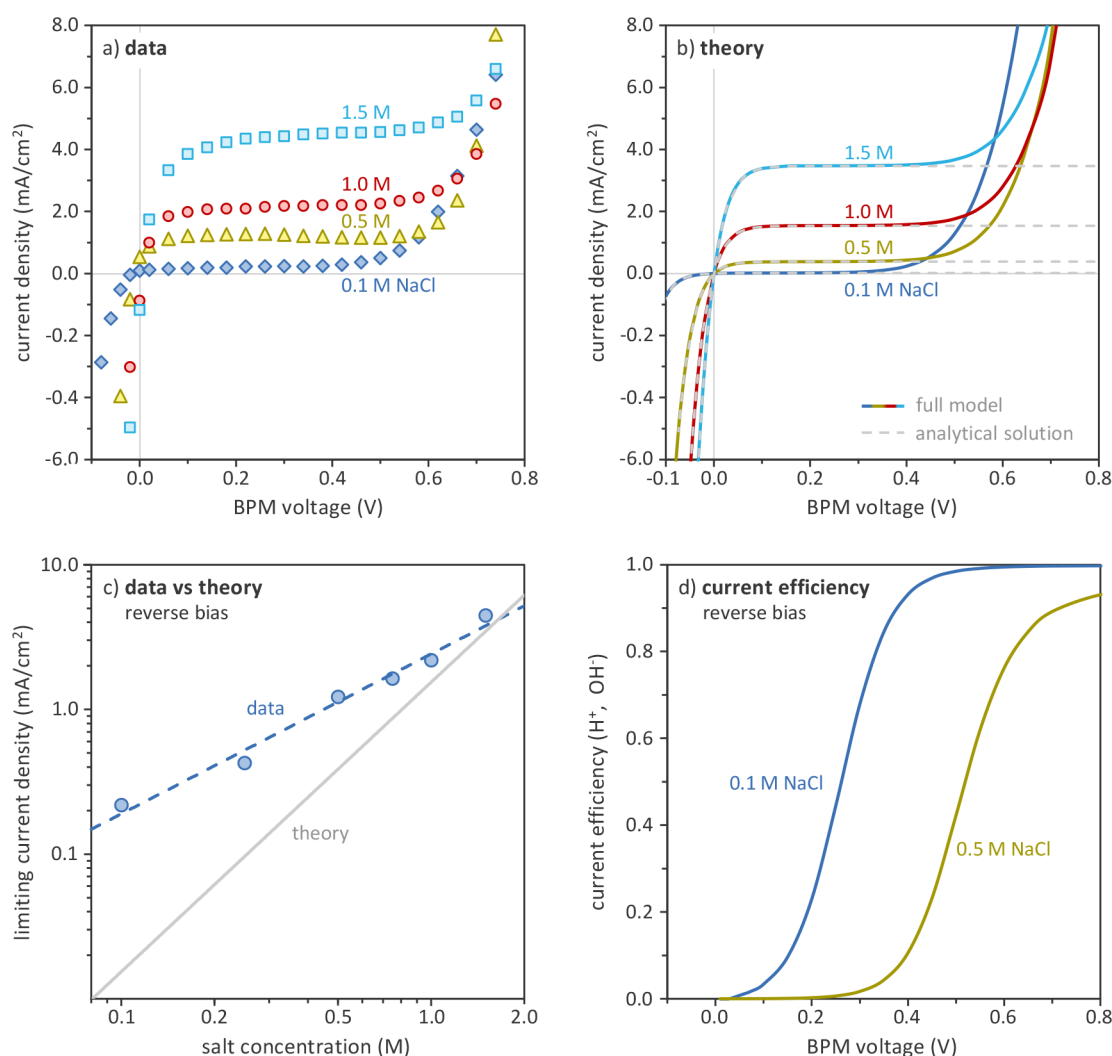 a) data
8.0
6.0
4.0
2.0
0.0
-0.2
-0.4
-6.0
0.0
0.2
0.4
0.6
0.8
current density (mA/cm²)
BPM voltage (V)
1.5 M
1.0 M
0.5 M
0.1 M NaCl
b) theory
8.0
6.0
4.0
2.0
0.0
-0.2
-0.4
-6.0
-0.1
0.0
0.2
0.4
0.6
0.8
current density (mA/cm²)
BPM voltage (V)
1.5 M
1.0 M
0.5 M
0.1 M NaCl
full model
analytical solution
c) data vs theory
reverse bias
10.0
1.0
0.1
0.1
0.2
0.5
1.0
2.0
limiting current density (mA/cm²)
salt concentration (M)
data
theory
d) current efficiency
reverse bias
1.0
0.8
0.6
0.4
0.2
0.0
0.0
0.2
0.4
0.6
0.8
current efficiency (H⁺, OH⁻)
BPM voltage (V)
0.1 M NaCl
0.5 M NaCl